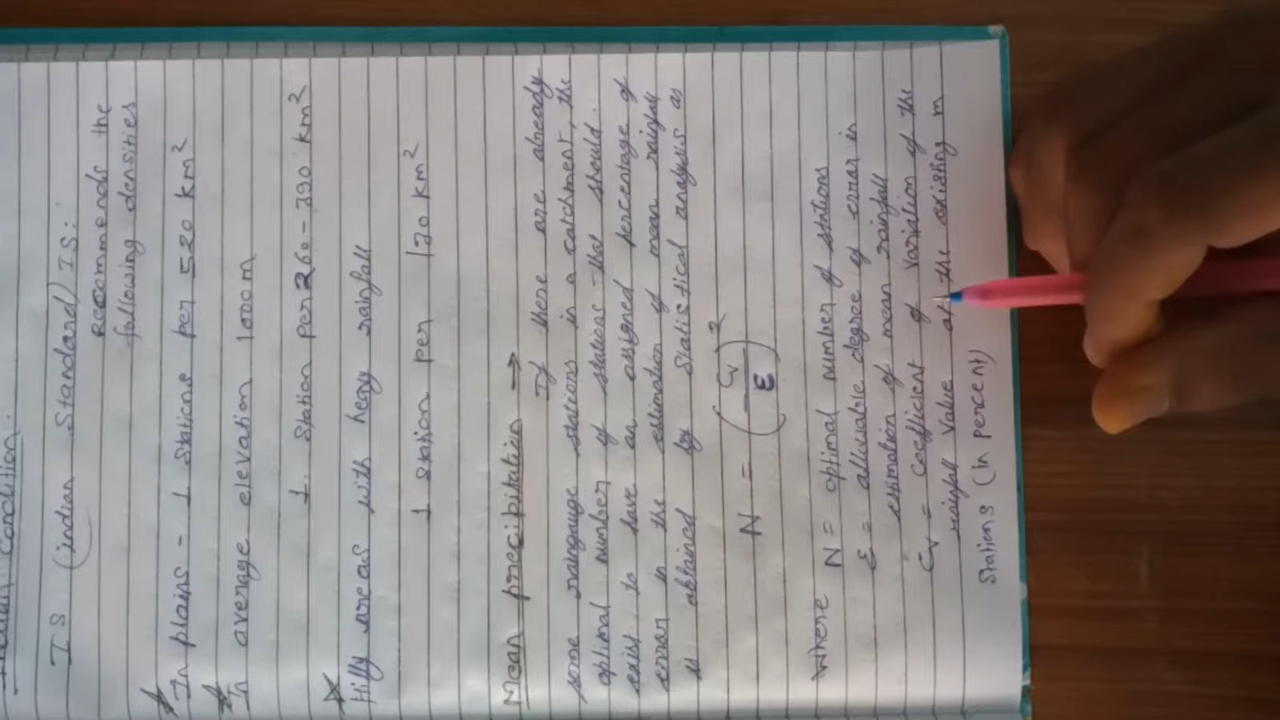 Indian Condition:
IS (indian Standard) IS:
recommends the
following densities
In plains - 1 statione per 520 km²
In average elevation 1000m
1. Station per 260-390 km²
Hilly areas with heavy rainfall
1 station per 130 km²
Mean precipitation →
If there are already
some raingauge stations in a catchment, the
optimal number of stations that should
exist to have an assigned percentage of
error in the estimation of mean rainfall
is obtained by Statistical analysis as
N = (Cv/ε)²
Where N = optimal number of stations
ε = allowable degree of error in
estimation of mean rainfall
Cv = Coefficient of variation of the
rainfall value at the existing m
stations (in percent)